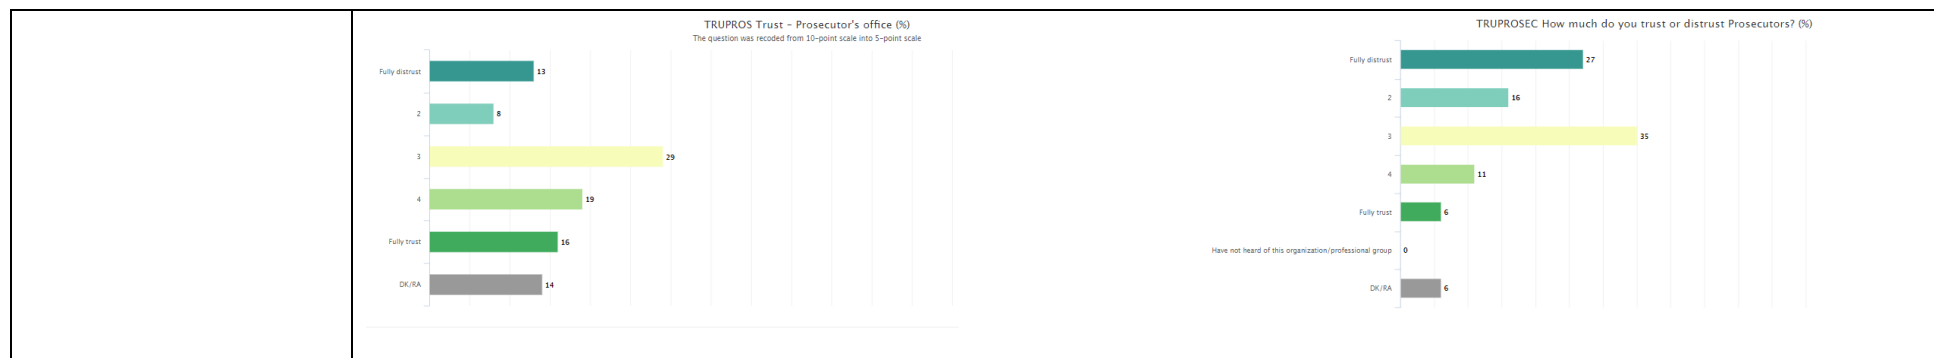 TRUPROS Trust - Prosecutor's office (%)
The question was recoded from 10-point scale into 5-point scale
Fully distrust 13
2 8
3 29
4 19
Fully trust 16
DK/RA 14
TRUPROSEC How much do you trust or distrust Prosecutors? (%)
Fully distrust 27
2 16
3 35
4 11
Fully trust 6
Have not heard of this organization/professional group 0
DK/RA 6